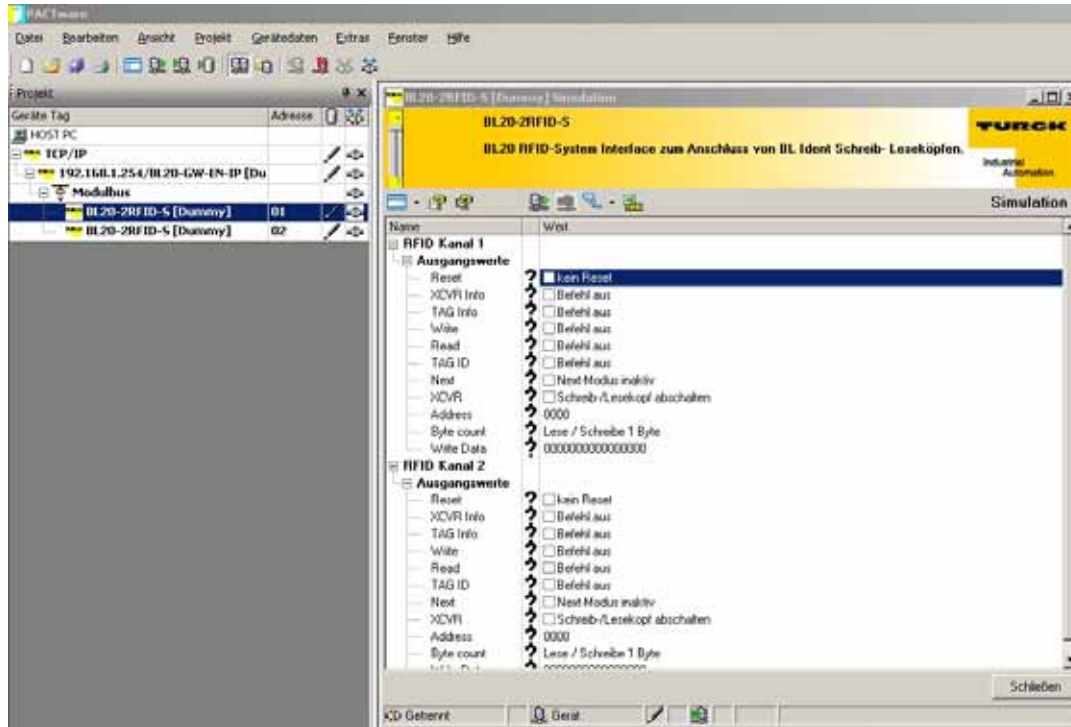 PACTware
Datei Bearbeiten Ansicht Projekt Gerätedaten Extras Fenster Hilfe
Projekt
Geräte Tag Adresse
HOST PC
TCP/IP
192.168.1.254/BL20-GW-EN-IP [Du
Modulbus
BL20-2RFID-S [Dummy] 01
BL20-2RFID-S [Dummy] 02
BL20-2RFID-S [Dummy] Simulation
BL20-2RFID-S
BL20 RFID-System Interface zum Anschluss von BL Ident Schreib- Leseköpfen.
TURCK
Industrial
Automation
Simulation
Name Wert
RFID Kanal 1
Ausgangswerte
Reset ? kein Reset
XCVR Info ? Befehl aus
TAG Info ? Befehl aus
Write ? Befehl aus
Read ? Befehl aus
TAG ID ? Befehl aus
Next ? Next-Modus inaktiv
XCVR ? Schreib-/Lesekopf abschalten
Address ? 0000
Byte count ? Lese / Schreibe 1 Byte
Write Data ? 0000000000000000
RFID Kanal 2
Ausgangswerte
Reset ? kein Reset
XCVR Info ? Befehl aus
TAG Info ? Befehl aus
Write ? Befehl aus
Read ? Befehl aus
TAG ID ? Befehl aus
Next ? Next-Modus inaktiv
XCVR ? Schreib-/Lesekopf abschalten
Address ? 0000
Byte count ? Lese / Schreibe 1 Byte
Schließen
Getrennt Gerät